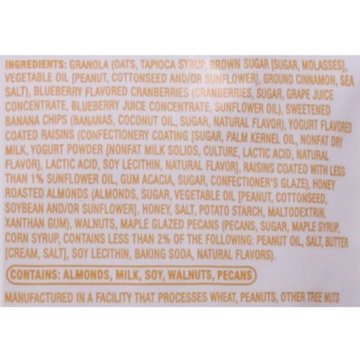 INGREDIENTS: GRANOLA (OATS, TAPIOCA SYRUP, BROWN SUGAR [SUGAR, MOLASSES],
VEGETABLE OIL [PEANUT, COTTONSEED AND/OR SUNFLOWER], GROUND CINNAMON, SEA
SALT), BLUEBERRY FLAVORED CRANBERRIES (CRANBERRIES, SUGAR, GRAPE JUICE
CONCENTRATE, BLUEBERRY JUICE CONCENTRATE, SUNFLOWER OIL), SWEETENED
BANANA CHIPS (BANANAS, COCONUT OIL, SUGAR, NATURAL FLAVOR), YOGURT FLAVORED
COATED RAISINS (CONFECTIONERY COATING [SUGAR, PALM KERNEL OIL, NONFAT DRY
MILK, YOGURT POWDER (NONFAT MILK SOLIDS, CULTURE, LACTIC ACID, NATURAL
FLAVOR), LACTIC ACID, SOY LECITHIN, NATURAL FLAVOR], RAISINS COATED WITH LESS
THAN 1% SUNFLOWER OIL, GUM ACACIA, SUGAR, CONFECTIONER'S GLAZE), HONEY
ROASTED ALMONDS (ALMONDS, SUGAR, VEGETABLE OIL [PEANUT, COTTONSEED,
SOYBEAN AND/OR SUNFLOWER], HONEY, SALT, POTATO STARCH, MALTODEXTRIN,
XANTHAN GUM), WALNUTS, MAPLE GLAZED PECANS (PECANS, SUGAR, MAPLE SYRUP,
CORN SYRUP, CONTAINS LESS THAN 2% OF THE FOLLOWING: PEANUT OIL, SALT, BUTTER
[CREAM, SALT], SOY LECITHIN, BAKING SODA, NATURAL FLAVORS).
CONTAINS: ALMONDS, MILK, SOY, WALNUTS, PECANS
MANUFACTURED IN A FACILITY THAT PROCESSES WHEAT, PEANUTS, OTHER TREE NUTS